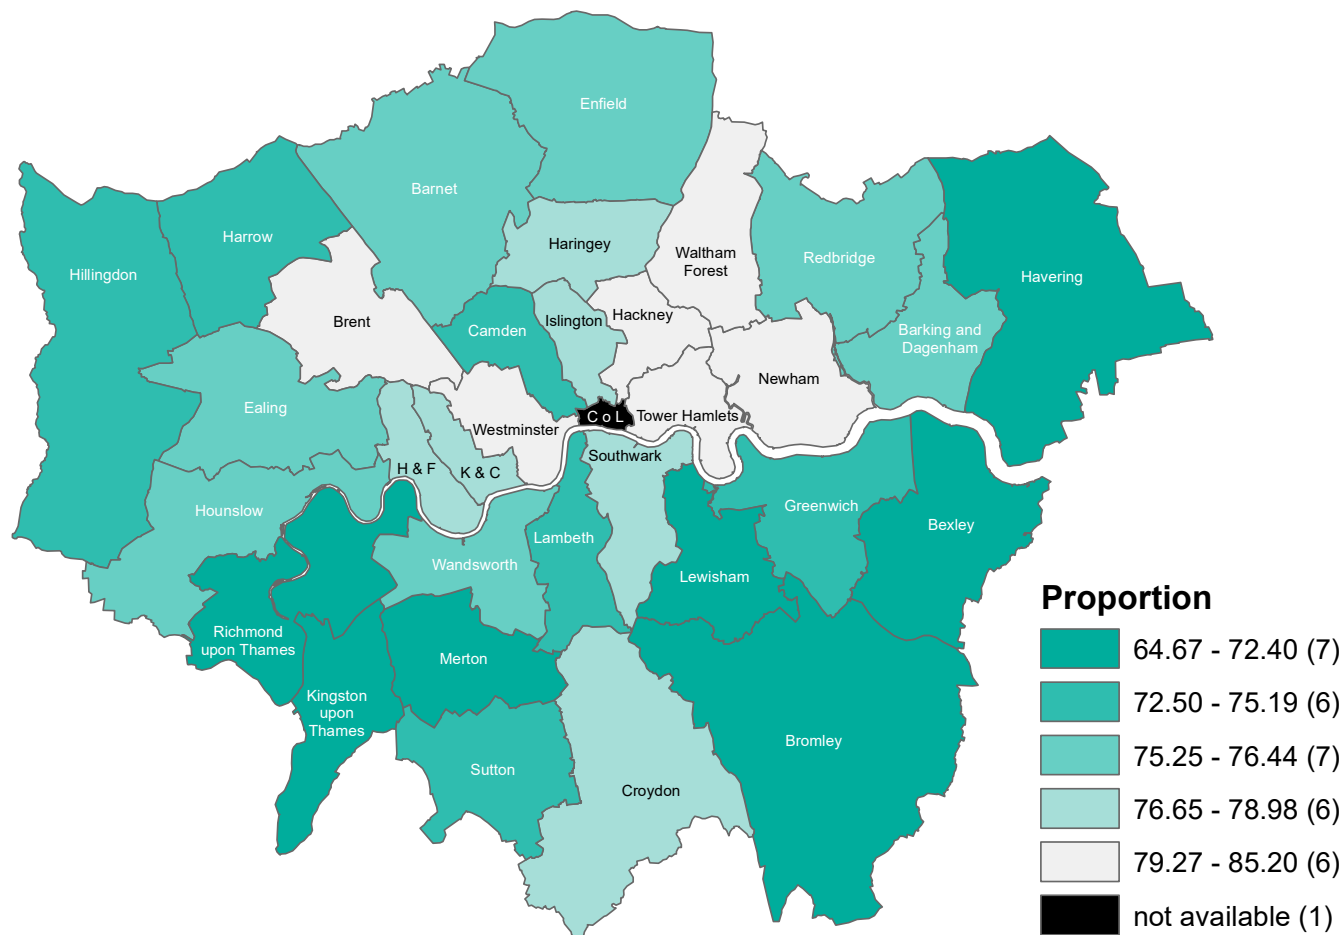 Enfield
Barnet
Harrow
Haringey
Waltham
Forest
Redbridge
Hillingdon
Havering
Brent
Camden
Islington
Hackney
Barking and
Dagenham
Newham
Ealing
Westminster
C o L
Tower Hamlets
H & F
K & C
Southwark
Hounslow
Greenwich
Bexley
Lambeth
Wandsworth
Lewisham
Richmond
upon Thames
Merton
Kingston
upon
Thames
Bromley
Sutton
Croydon
Proportion
64.67 - 72.40 (7)
72.50 - 75.19 (6)
75.25 - 76.44 (7)
76.65 - 78.98 (6)
79.27 - 85.20 (6)
not available (1)